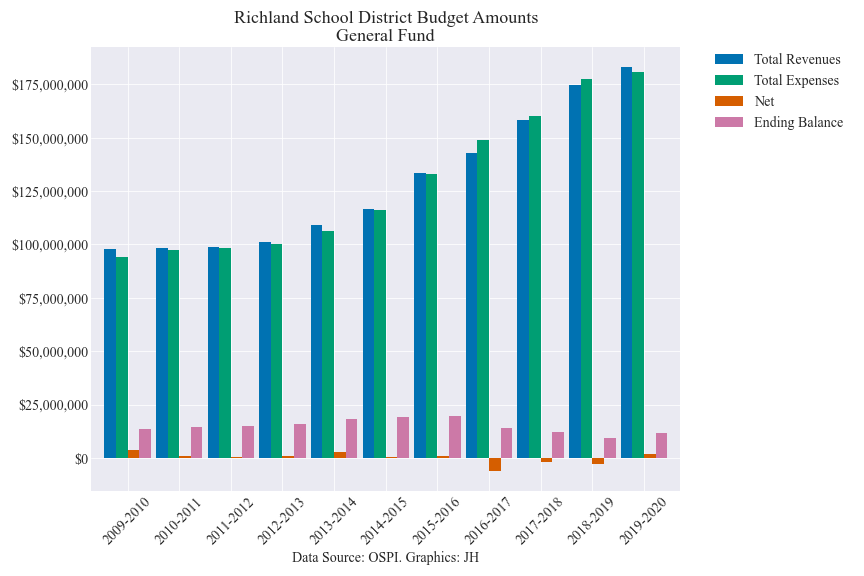 Richland School District Budget Amounts
General Fund
Total Revenues
Total Expenses
Net
Ending Balance
$175,000,000
$150,000,000
$125,000,000
$100,000,000
$75,000,000
$50,000,000
$25,000,000
$0
2009-2010
2010-2011
2011-2012
2012-2013
2013-2014
2014-2015
2015-2016
2016-2017
2017-2018
2018-2019
2019-2020
Data Source: OSPI. Graphics: JH